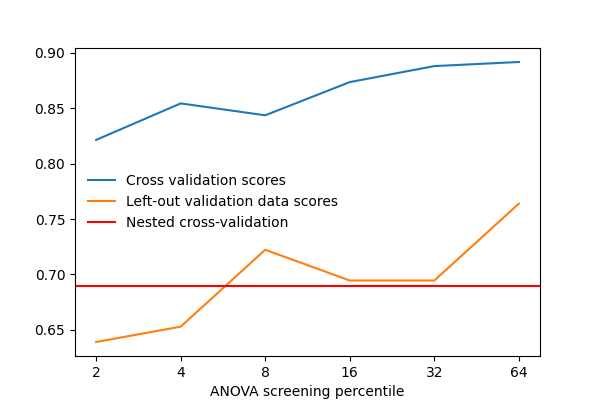 0.90
0.85
0.80
0.75
0.70
0.65
Cross validation scores
Left-out validation data scores
Nested cross-validation
2 4 8 16 32 64
ANOVA screening percentile